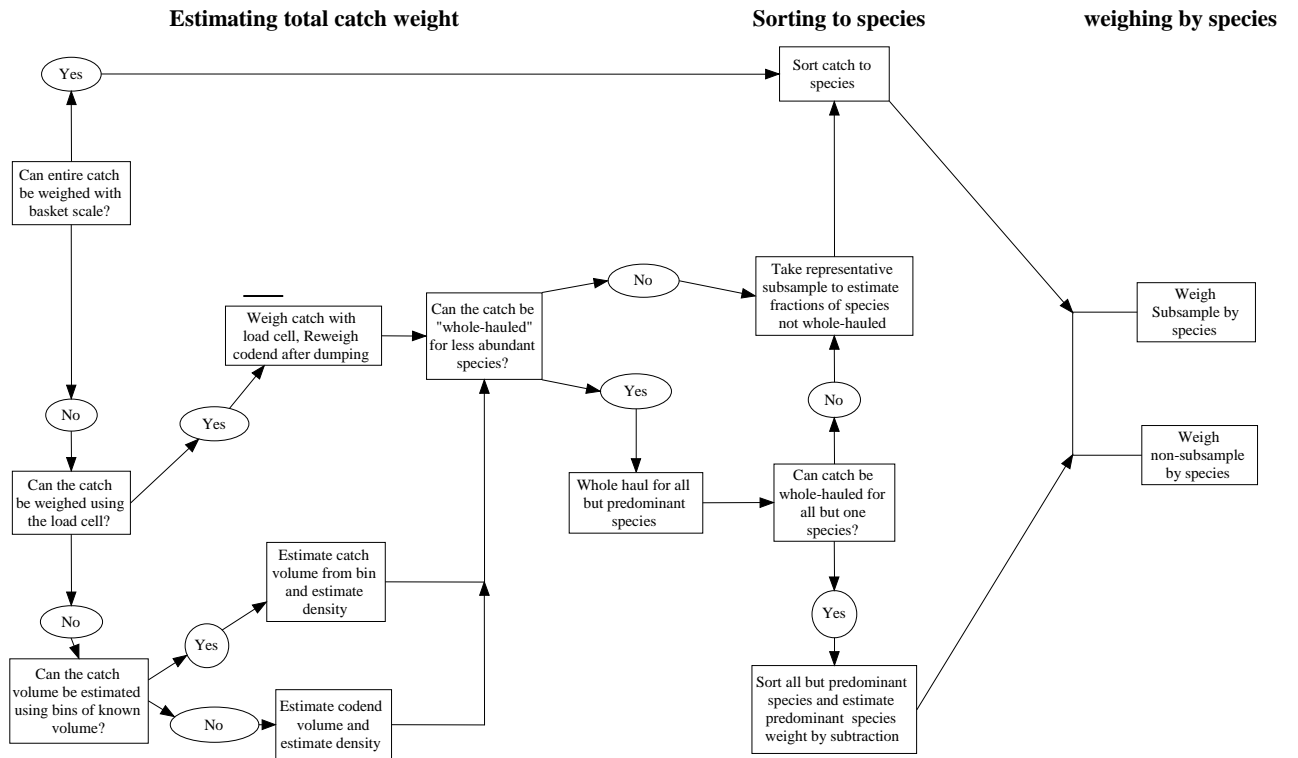 Estimating total catch weight
Sorting to species
weighing by species
Yes
Sort catch to
species
Can entire catch
be weighed with
basket scale?
Take representative
subsample to estimate
fractions of species
not whole-hauled
No
Weigh
Subsample by
species
Weigh catch with
load cell, Reweigh
codend after dumping
Can the catch be
"whole-hauled"
for less abundant
species?
Yes
No
No
Yes
Weigh
non-subsample
by species
Can the catch
be weighed using
the load cell?
Whole haul for all
but predominant
species
Can catch be
whole-hauled for
all but one
species?
Estimate catch
volume from bin
and estimate
density
No
Yes
Yes
Can the catch
volume be estimated
using bins of known
volume?
No
Estimate codend
volume and
estimate density
Sort all but predominant
species and estimate
predominant species
weight by subtraction